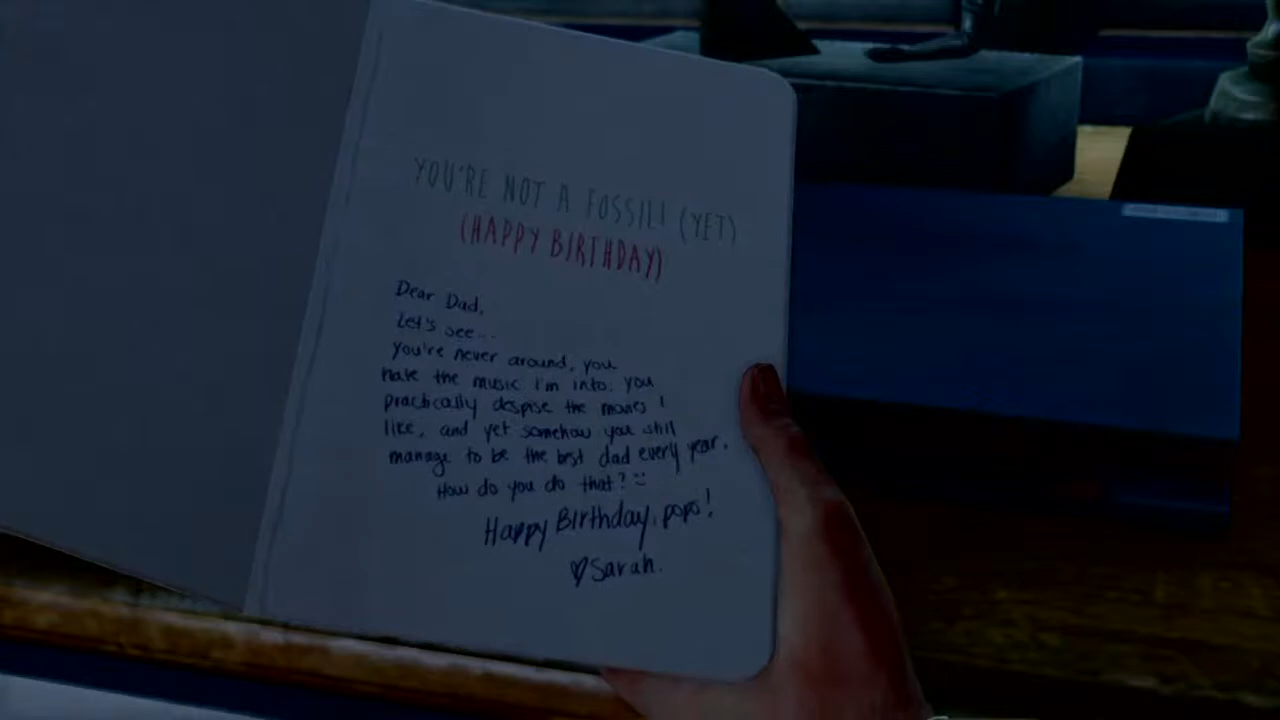 YOU'RE NOT A FOSSIL! (YET)
(HAPPY BIRTHDAY)
Dear Dad,
Let's see...
you're never around, you
hate the music I'm into. you
practically despise the movies I
like, and yet somehow you still
manage to be the best dad every year.
How do you do that?
Happy Birthday, pops!
Sarah.